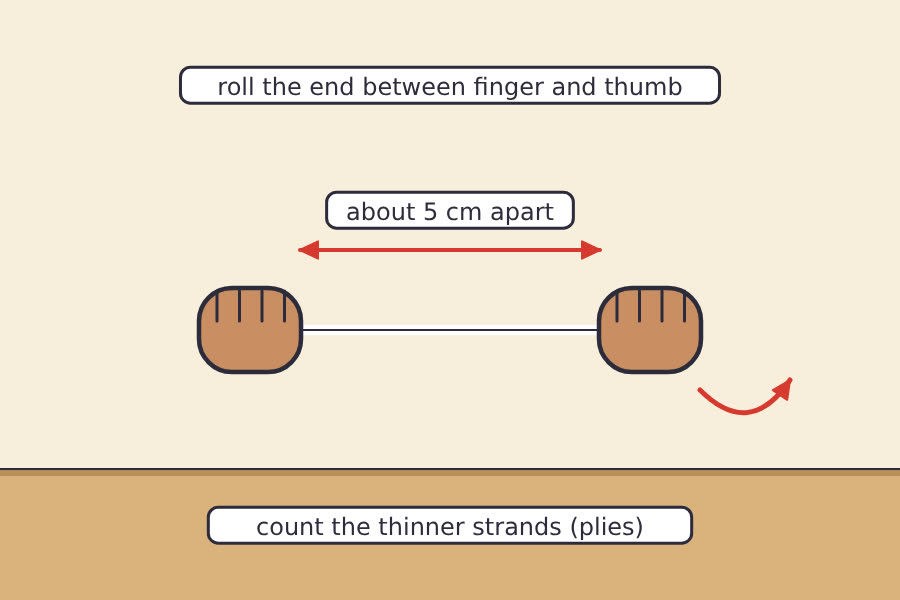 roll the end between finger and thumb
about 5 cm apart
count the thinner strands (plies)